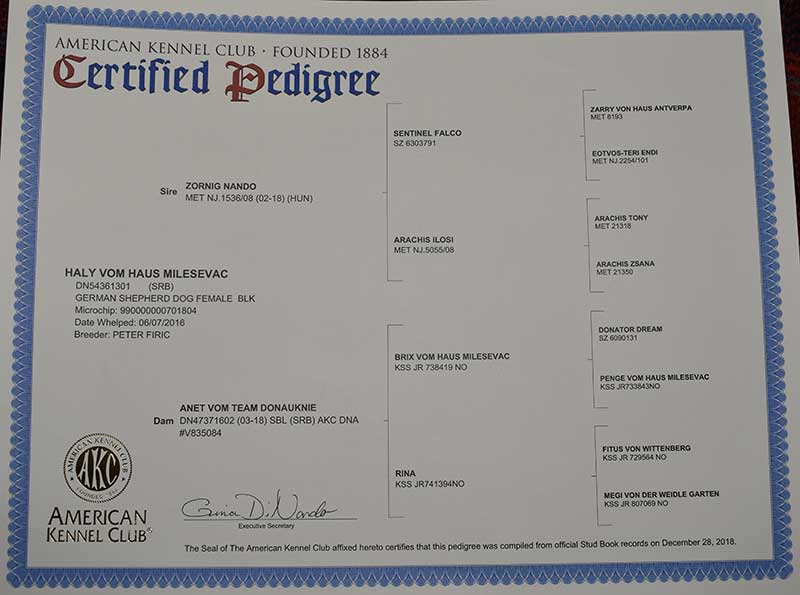 AMERICAN KENNEL CLUB • FOUNDED 1884
Certified Pedigree
HALY VOM HAUS MILESEVAC
DN54361301 (SRB)
GERMAN SHEPHERD DOG FEMALE BLK
Microchip: 990000000701804
Date Whelped: 06/07/2016
Breeder: PETER FIRIC
Sire ZORNIG NANDO
MET NJ.1536/08 (02-18) (HUN)
ANET VOM TEAM DONAUKNIE
Dam DN47371602 (03-18) SBL (SRB) AKC DNA
#V835084
SENTINEL FALCO
SZ 6303791
ARACHIS ILOSI
MET NJ.5055/08
BRIX VOM HAUS MILESEVAC
KSS JR 738419 NO
RINA
KSS JR741394NO
ZARRY VON HAUS ANTVERPA
MET 8193
EOTVOS-TERI ENDI
MET NJ.2254/101
ARACHIS TONY
MET 21318
ARACHIS ZSANA
MET 21350
DONATOR DREAM
SZ 6090131
PENGE VOM HAUS MILESEVAC
KSS JR733843NO
FITUS VON WITTENBERG
KSS JR 729564 NO
MEGI VON DER WEIDLE GARTEN
KSS JR 807069 NO
AMERICAN KENNEL CLUB
AKC
FOUNDED 1884
AMERICAN
KENNEL CLUB®
Gina DiNardo
Executive Secretary
The Seal of The American Kennel Club affixed hereto certifies that this pedigree was compiled from official Stud Book records on December 28, 2018.